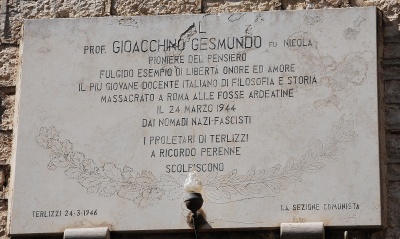 AL
PROF. GIOACCHINO GESMUNDO FU NICOLA
PIONIERE DEL PENSIERO
FULGIDO ESEMPIO DI LIBERTÀ ONORE ED AMORE
IL PIÙ GIOVANE DOCENTE ITALIANO DI FILOSOFIA E STORIA
MASSACRATO A ROMA ALLE FOSSE ARDEATINE
IL 24 MARZO 1944
DAI NOMADI NAZI-FASCISTI
I PROLETARI DI TERLIZZI
A RICORDO PERENNE
SCOLPISCONO
TERLIZZI 24-3-1946
LA SEZIONE COMUNISTA